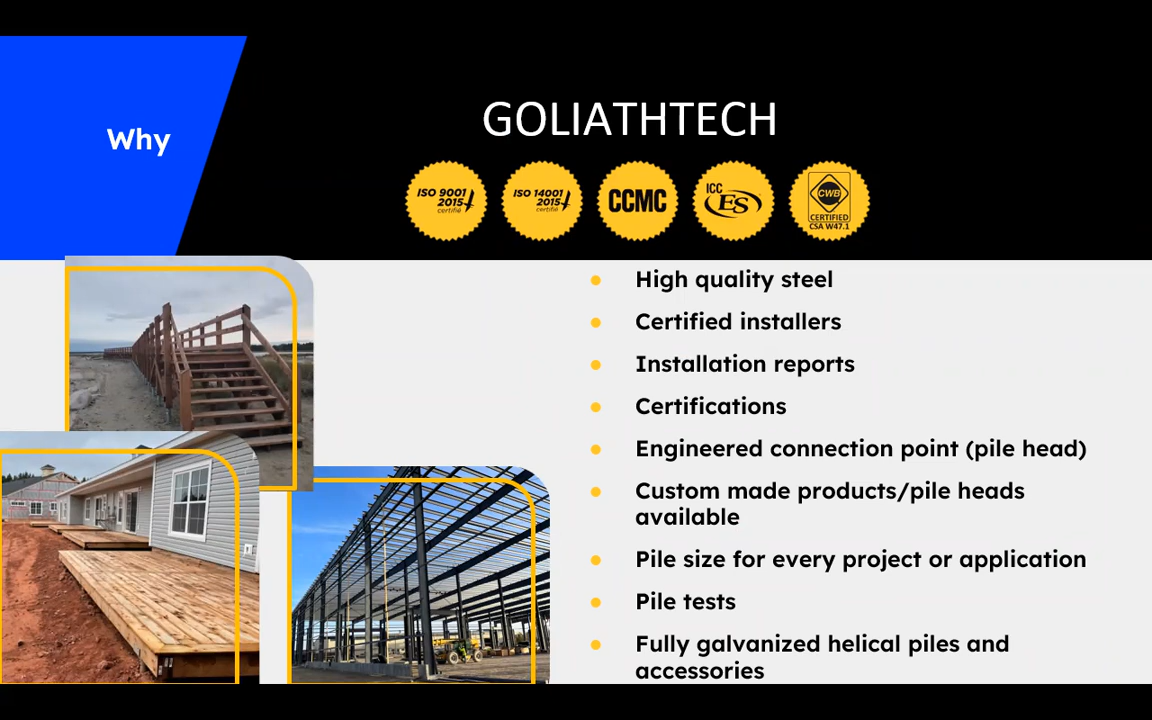 Why
GOLIATHTECH
ISO 9001
2015
certifié
ISO 14001
2015
certifié
CCMC
ICC
ES
CWB
CERTIFIED
CSA W47.1
High quality steel
Certified installers
Installation reports
Certifications
Engineered connection point (pile head)
Custom made products/pile heads
available
Pile size for every project or application
Pile tests
Fully galvanized helical piles and
accessories